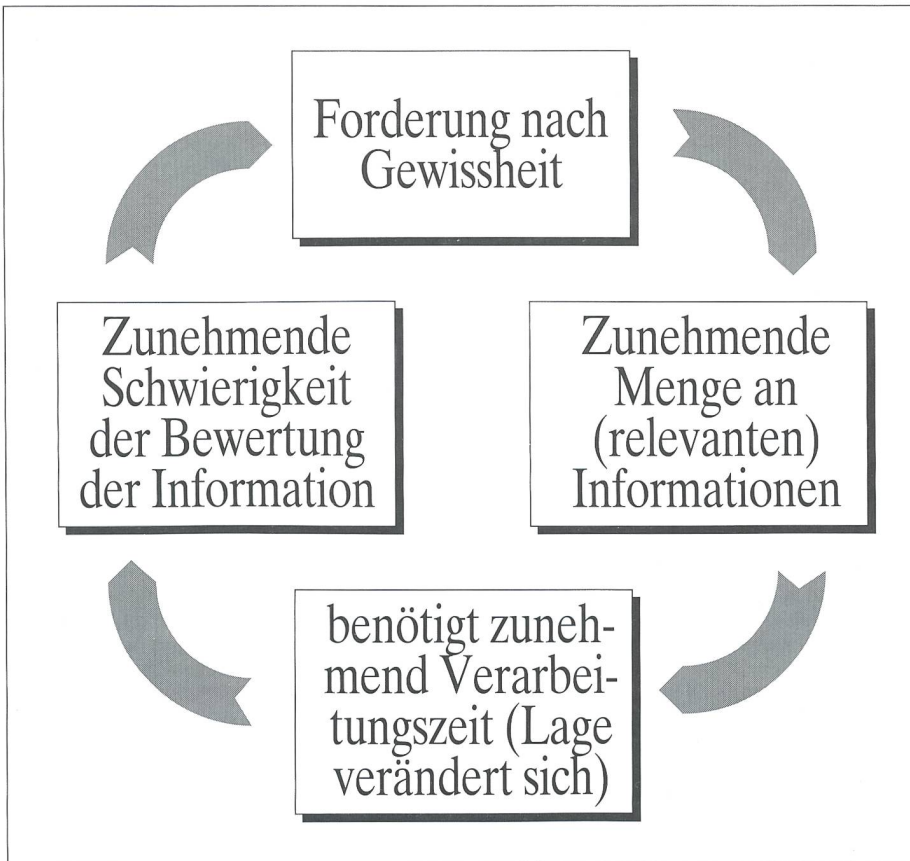 Forderung nach
Gewissheit
Zunehmende
Schwierigkeit
der Bewertung
der Information
Zunehmende
Menge an
(relevanten)
Informationen
benötigt zuneh-
mend Verarbei-
tungszeit (Lage
verändert sich)